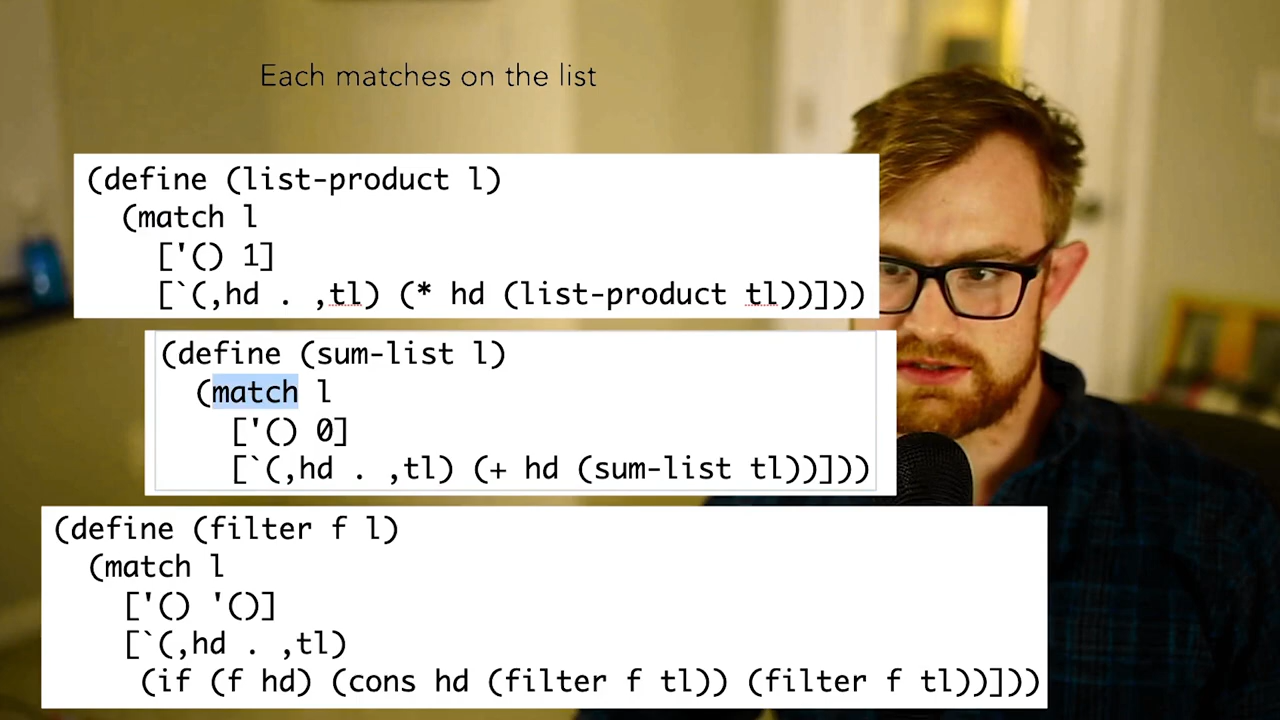 Each matches on the list
(define (list-product l)
(match l
['() 1]
[`(,hd . ,tl) (* hd (list-product tl))]))
(define (sum-list l)
(match l
['() 0]
[`(,hd . ,tl) (+ hd (sum-list tl))]))
(define (filter f l)
(match l
['() '()]
[`(,hd . ,tl)
(if (f hd) (cons hd (filter f tl)) (filter f tl))]))